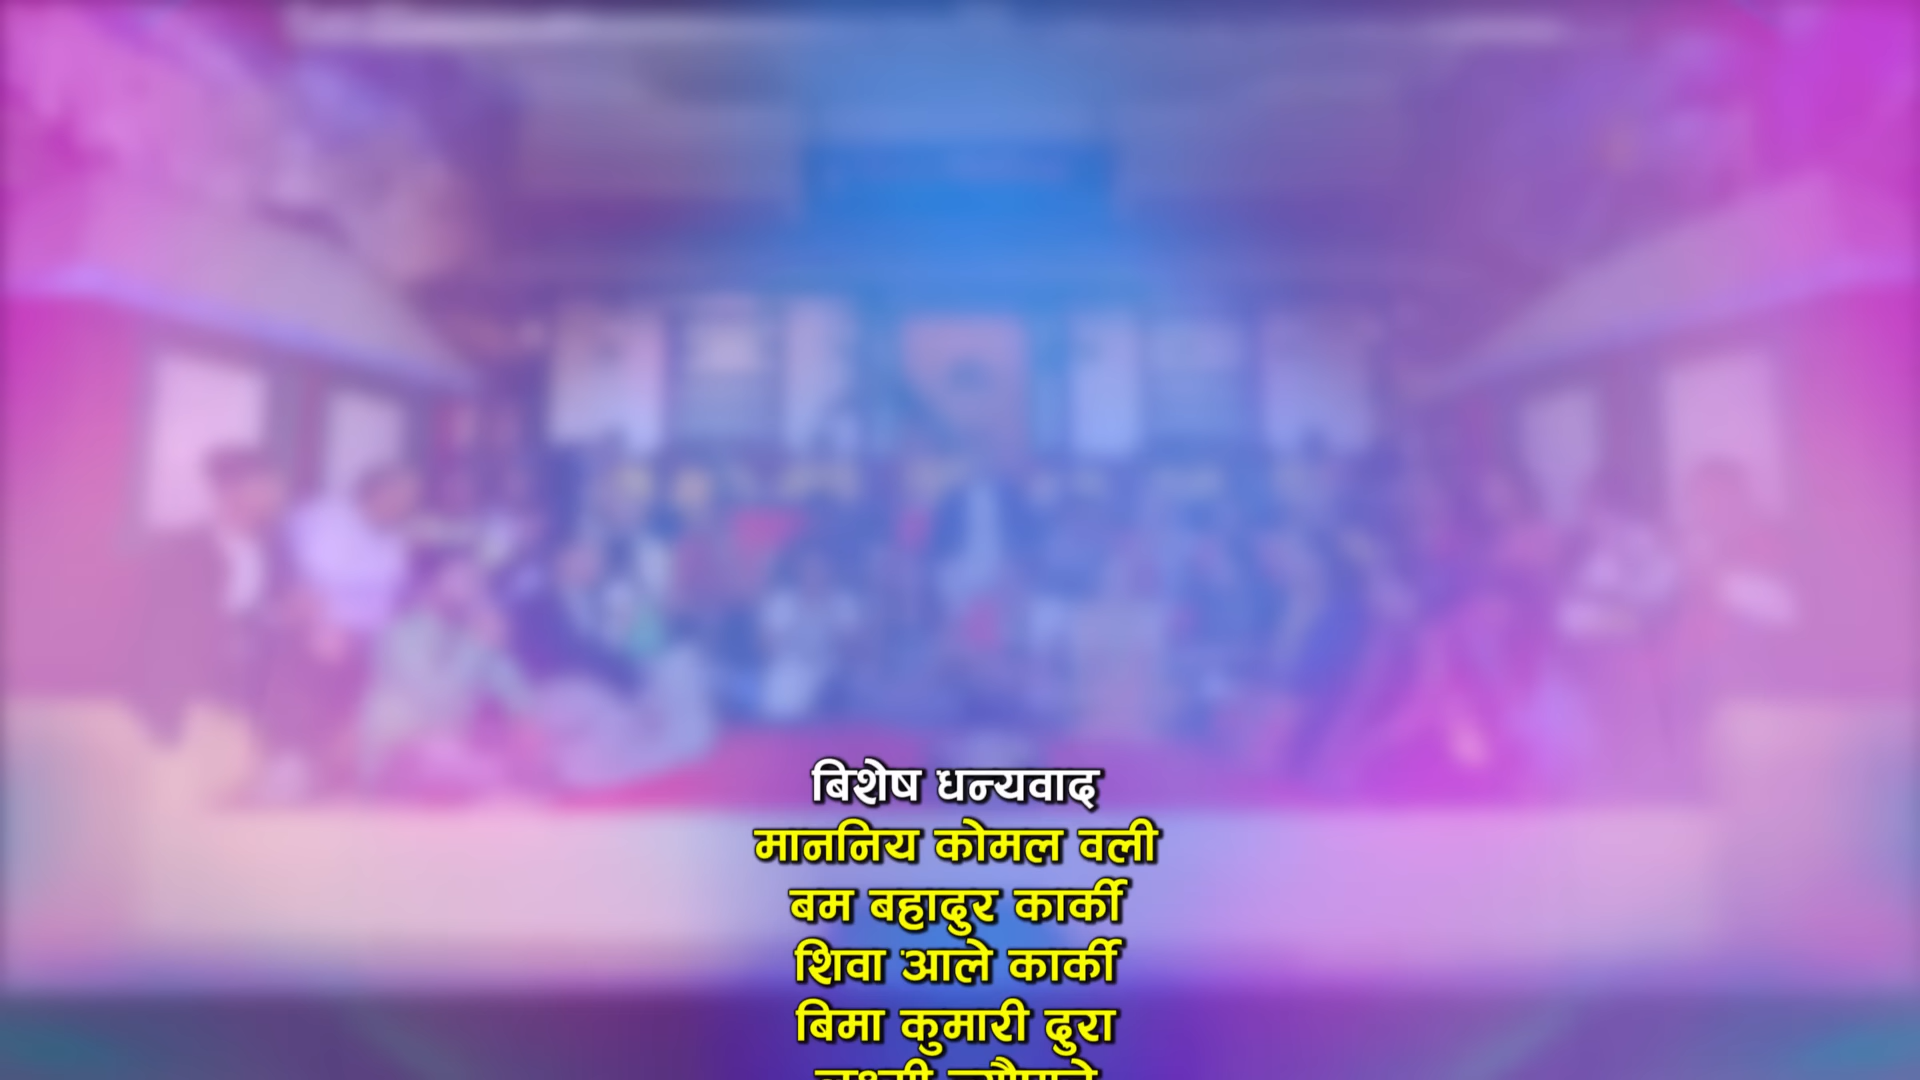 बिशेष धन्यवाद
माननिय कोमल वली
बम बहादुर कार्की
शिवा आले कार्की
बिमा कुमारी दुरा